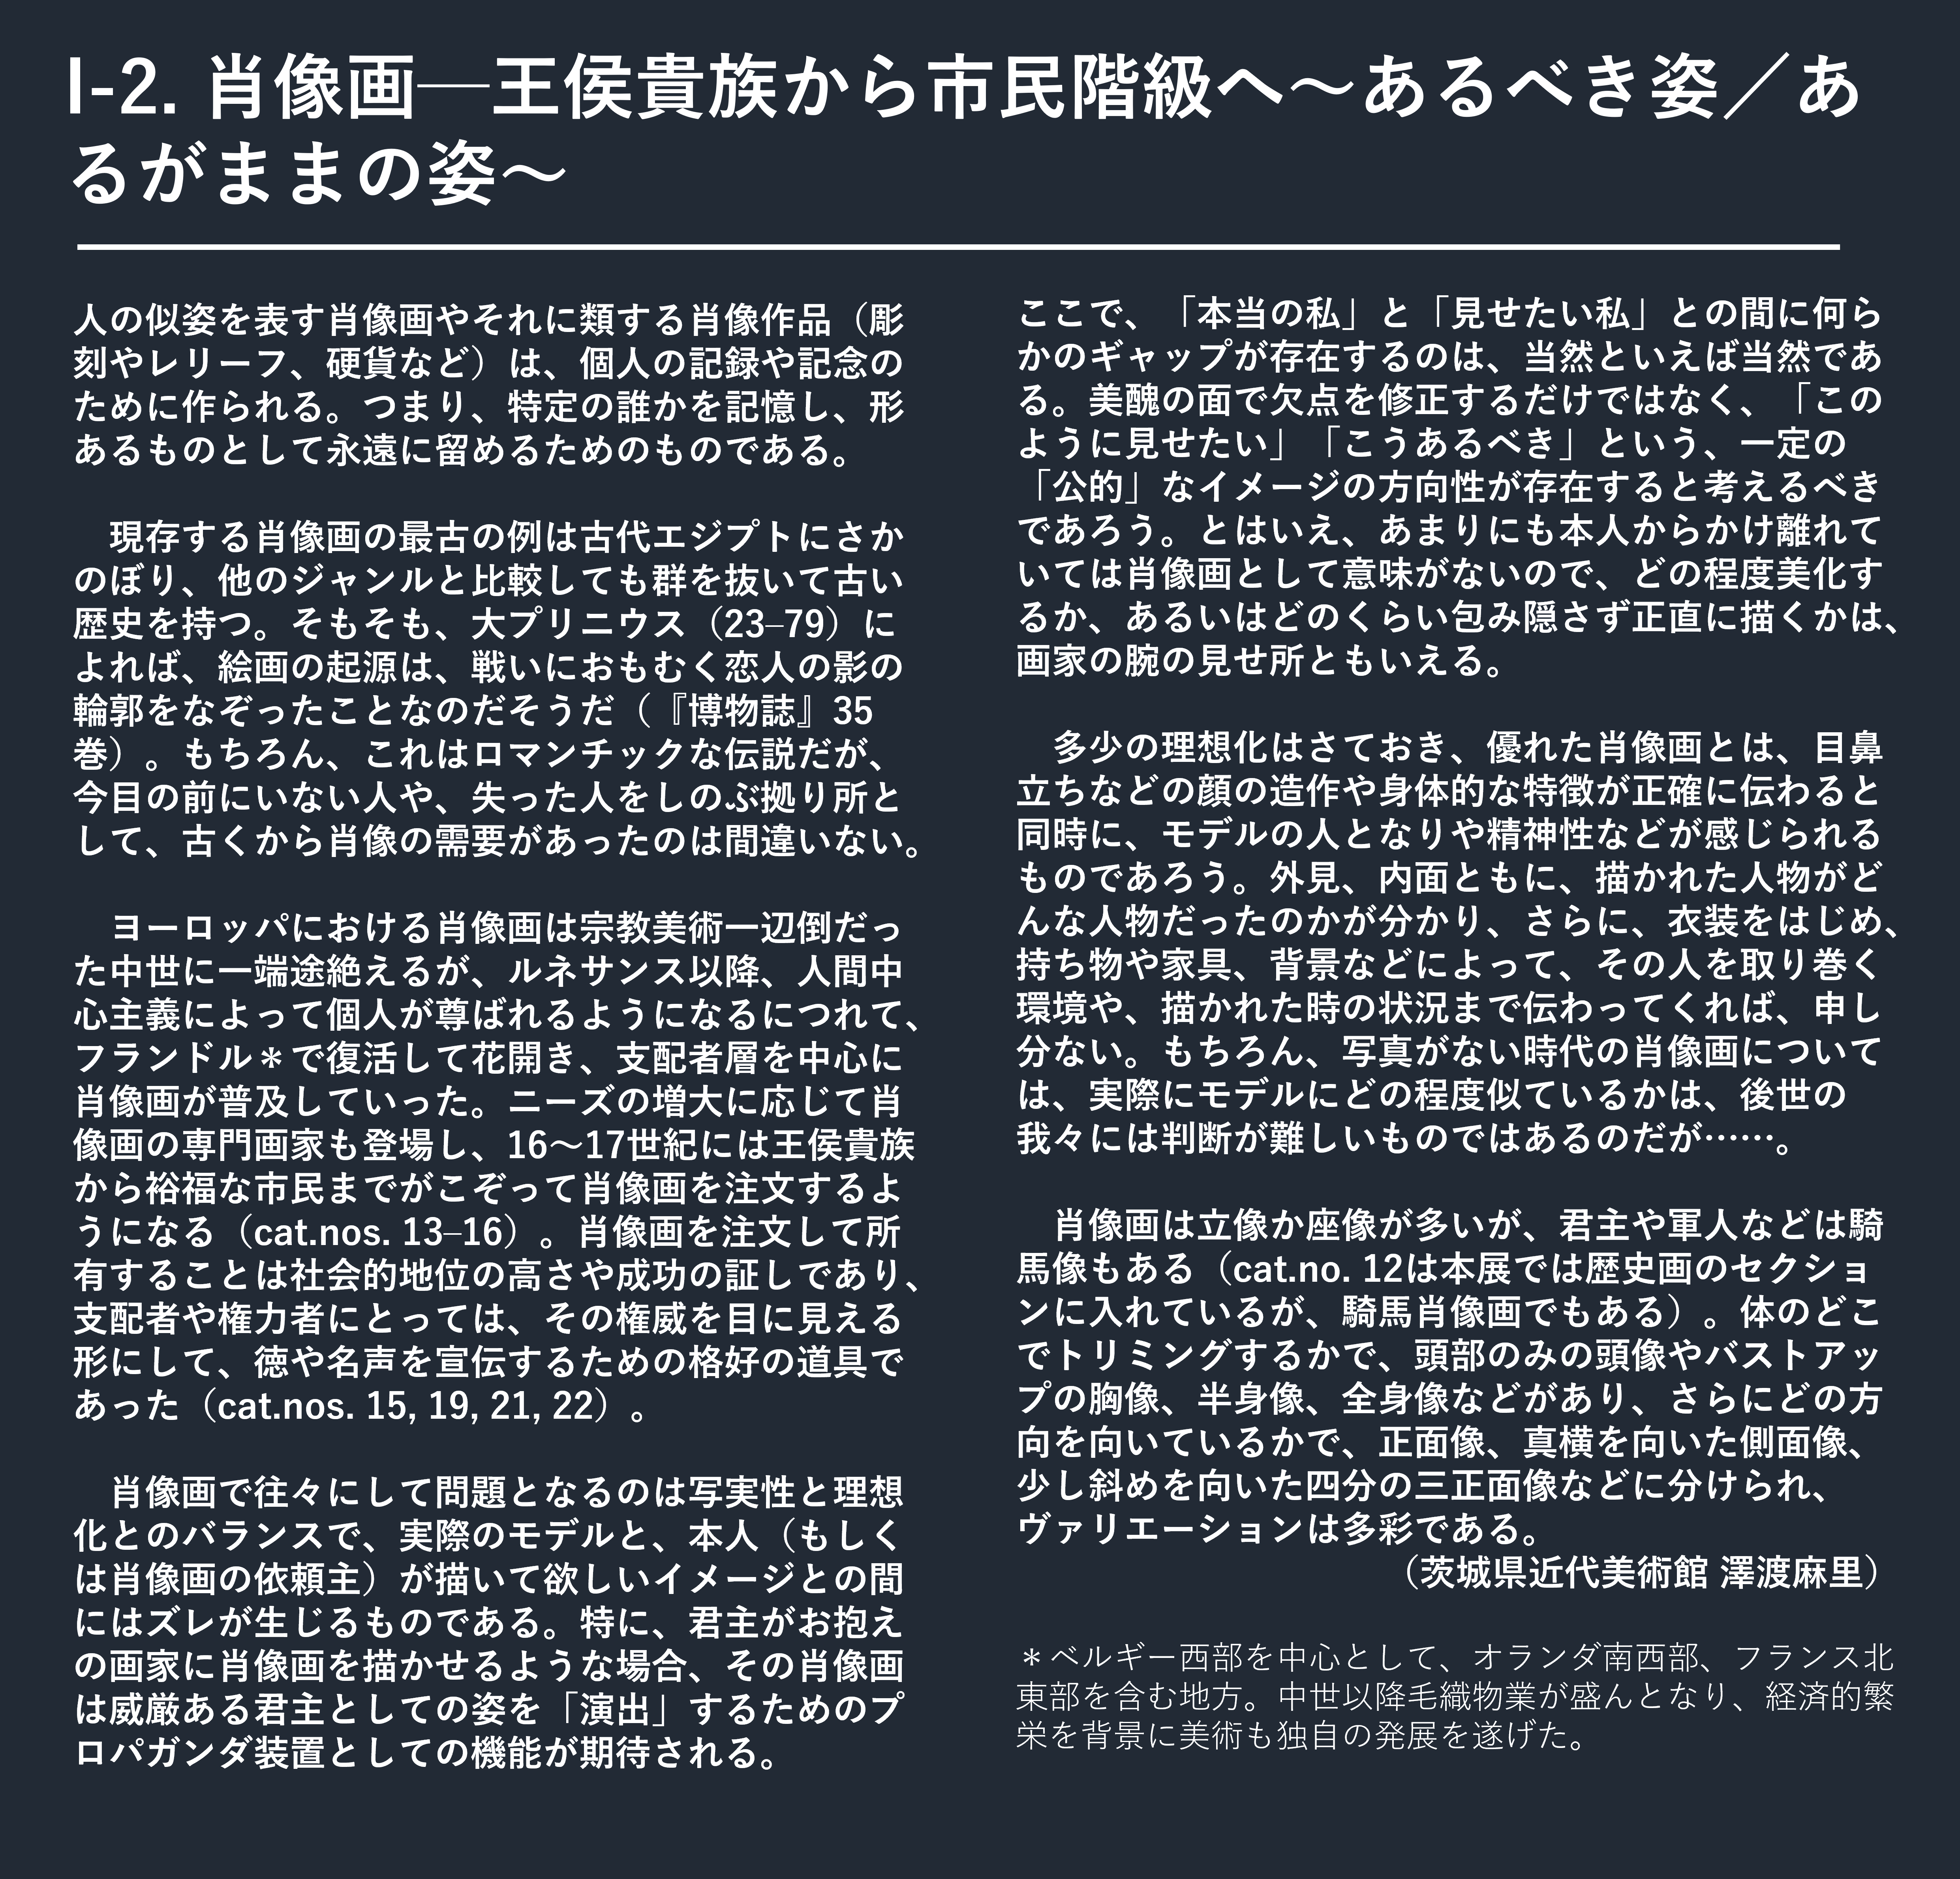 I-2. 肖像画―王侯貴族から市民階級へ～あるべき姿／あ
るがままの姿～
人の似姿を表す肖像画やそれに類する肖像作品（彫
刻やレリーフ、硬貨など）は、個人の記録や記念の
ために作られる。つまり、特定の誰かを記憶し、形
あるものとして永遠に留めるためのものである。
　現存する肖像画の最古の例は古代エジプトにさか
のぼり、他のジャンルと比較しても群を抜いて古い
歴史を持つ。そもそも、大プリニウス（23–79）に
よれば、絵画の起源は、戦いにおもむく恋人の影の
輪郭をなぞったことなのだそうだ（『博物誌』35
巻）。もちろん、これはロマンチックな伝説だが、
今目の前にいない人や、失った人をしのぶ拠り所と
して、古くから肖像の需要があったのは間違いない。
　ヨーロッパにおける肖像画は宗教美術一辺倒だっ
た中世に一端途絶えるが、ルネサンス以降、人間中
心主義によって個人が尊ばれるようになるにつれて、
フランドル＊で復活して花開き、支配者層を中心に
肖像画が普及していった。ニーズの増大に応じて肖
像画の専門画家も登場し、16～17世紀には王侯貴族
から裕福な市民までがこぞって肖像画を注文するよ
うになる（cat.nos. 13–16）。肖像画を注文して所
有することは社会的地位の高さや成功の証しであり、
支配者や権力者にとっては、その権威を目に見える
形にして、徳や名声を宣伝するための格好の道具で
あった（cat.nos. 15, 19, 21, 22）。
　肖像画で往々にして問題となるのは写実性と理想
化とのバランスで、実際のモデルと、本人（もしく
は肖像画の依頼主）が描いて欲しいイメージとの間
にはズレが生じるものである。特に、君主がお抱え
の画家に肖像画を描かせるような場合、その肖像画
は威厳ある君主としての姿を「演出」するためのプ
ロパガンダ装置としての機能が期待される。
ここで、「本当の私」と「見せたい私」との間に何ら
かのギャップが存在するのは、当然といえば当然であ
る。美醜の面で欠点を修正するだけではなく、「この
ように見せたい」「こうあるべき」という、一定の
「公的」なイメージの方向性が存在すると考えるべき
であろう。とはいえ、あまりにも本人からかけ離れて
いては肖像画として意味がないので、どの程度美化す
るか、あるいはどのくらい包み隠さず正直に描くかは、
画家の腕の見せ所ともいえる。
　多少の理想化はさておき、優れた肖像画とは、目鼻
立ちなどの顔の造作や身体的な特徴が正確に伝わると
同時に、モデルの人となりや精神性などが感じられる
ものであろう。外見、内面ともに、描かれた人物がど
んな人物だったのかが分かり、さらに、衣装をはじめ、
持ち物や家具、背景などによって、その人を取り巻く
環境や、描かれた時の状況まで伝わってくれば、申し
分ない。もちろん、写真がない時代の肖像画について
は、実際にモデルにどの程度似ているかは、後世の
我々には判断が難しいものではあるのだが……。
　肖像画は立像か座像が多いが、君主や軍人などは騎
馬像もある（cat.no. 12は本展では歴史画のセクショ
ンに入れているが、騎馬肖像画でもある）。体のどこ
でトリミングするかで、頭部のみの頭像やバストアッ
プの胸像、半身像、全身像などがあり、さらにどの方
向を向いているかで、正面像、真横を向いた側面像、
少し斜めを向いた四分の三正面像などに分けられ、
ヴァリエーションは多彩である。
（茨城県近代美術館 澤渡麻里）
＊ベルギー西部を中心として、オランダ南西部、フランス北
東部を含む地方。中世以降毛織物業が盛んとなり、経済的繁
栄を背景に美術も独自の発展を遂げた。